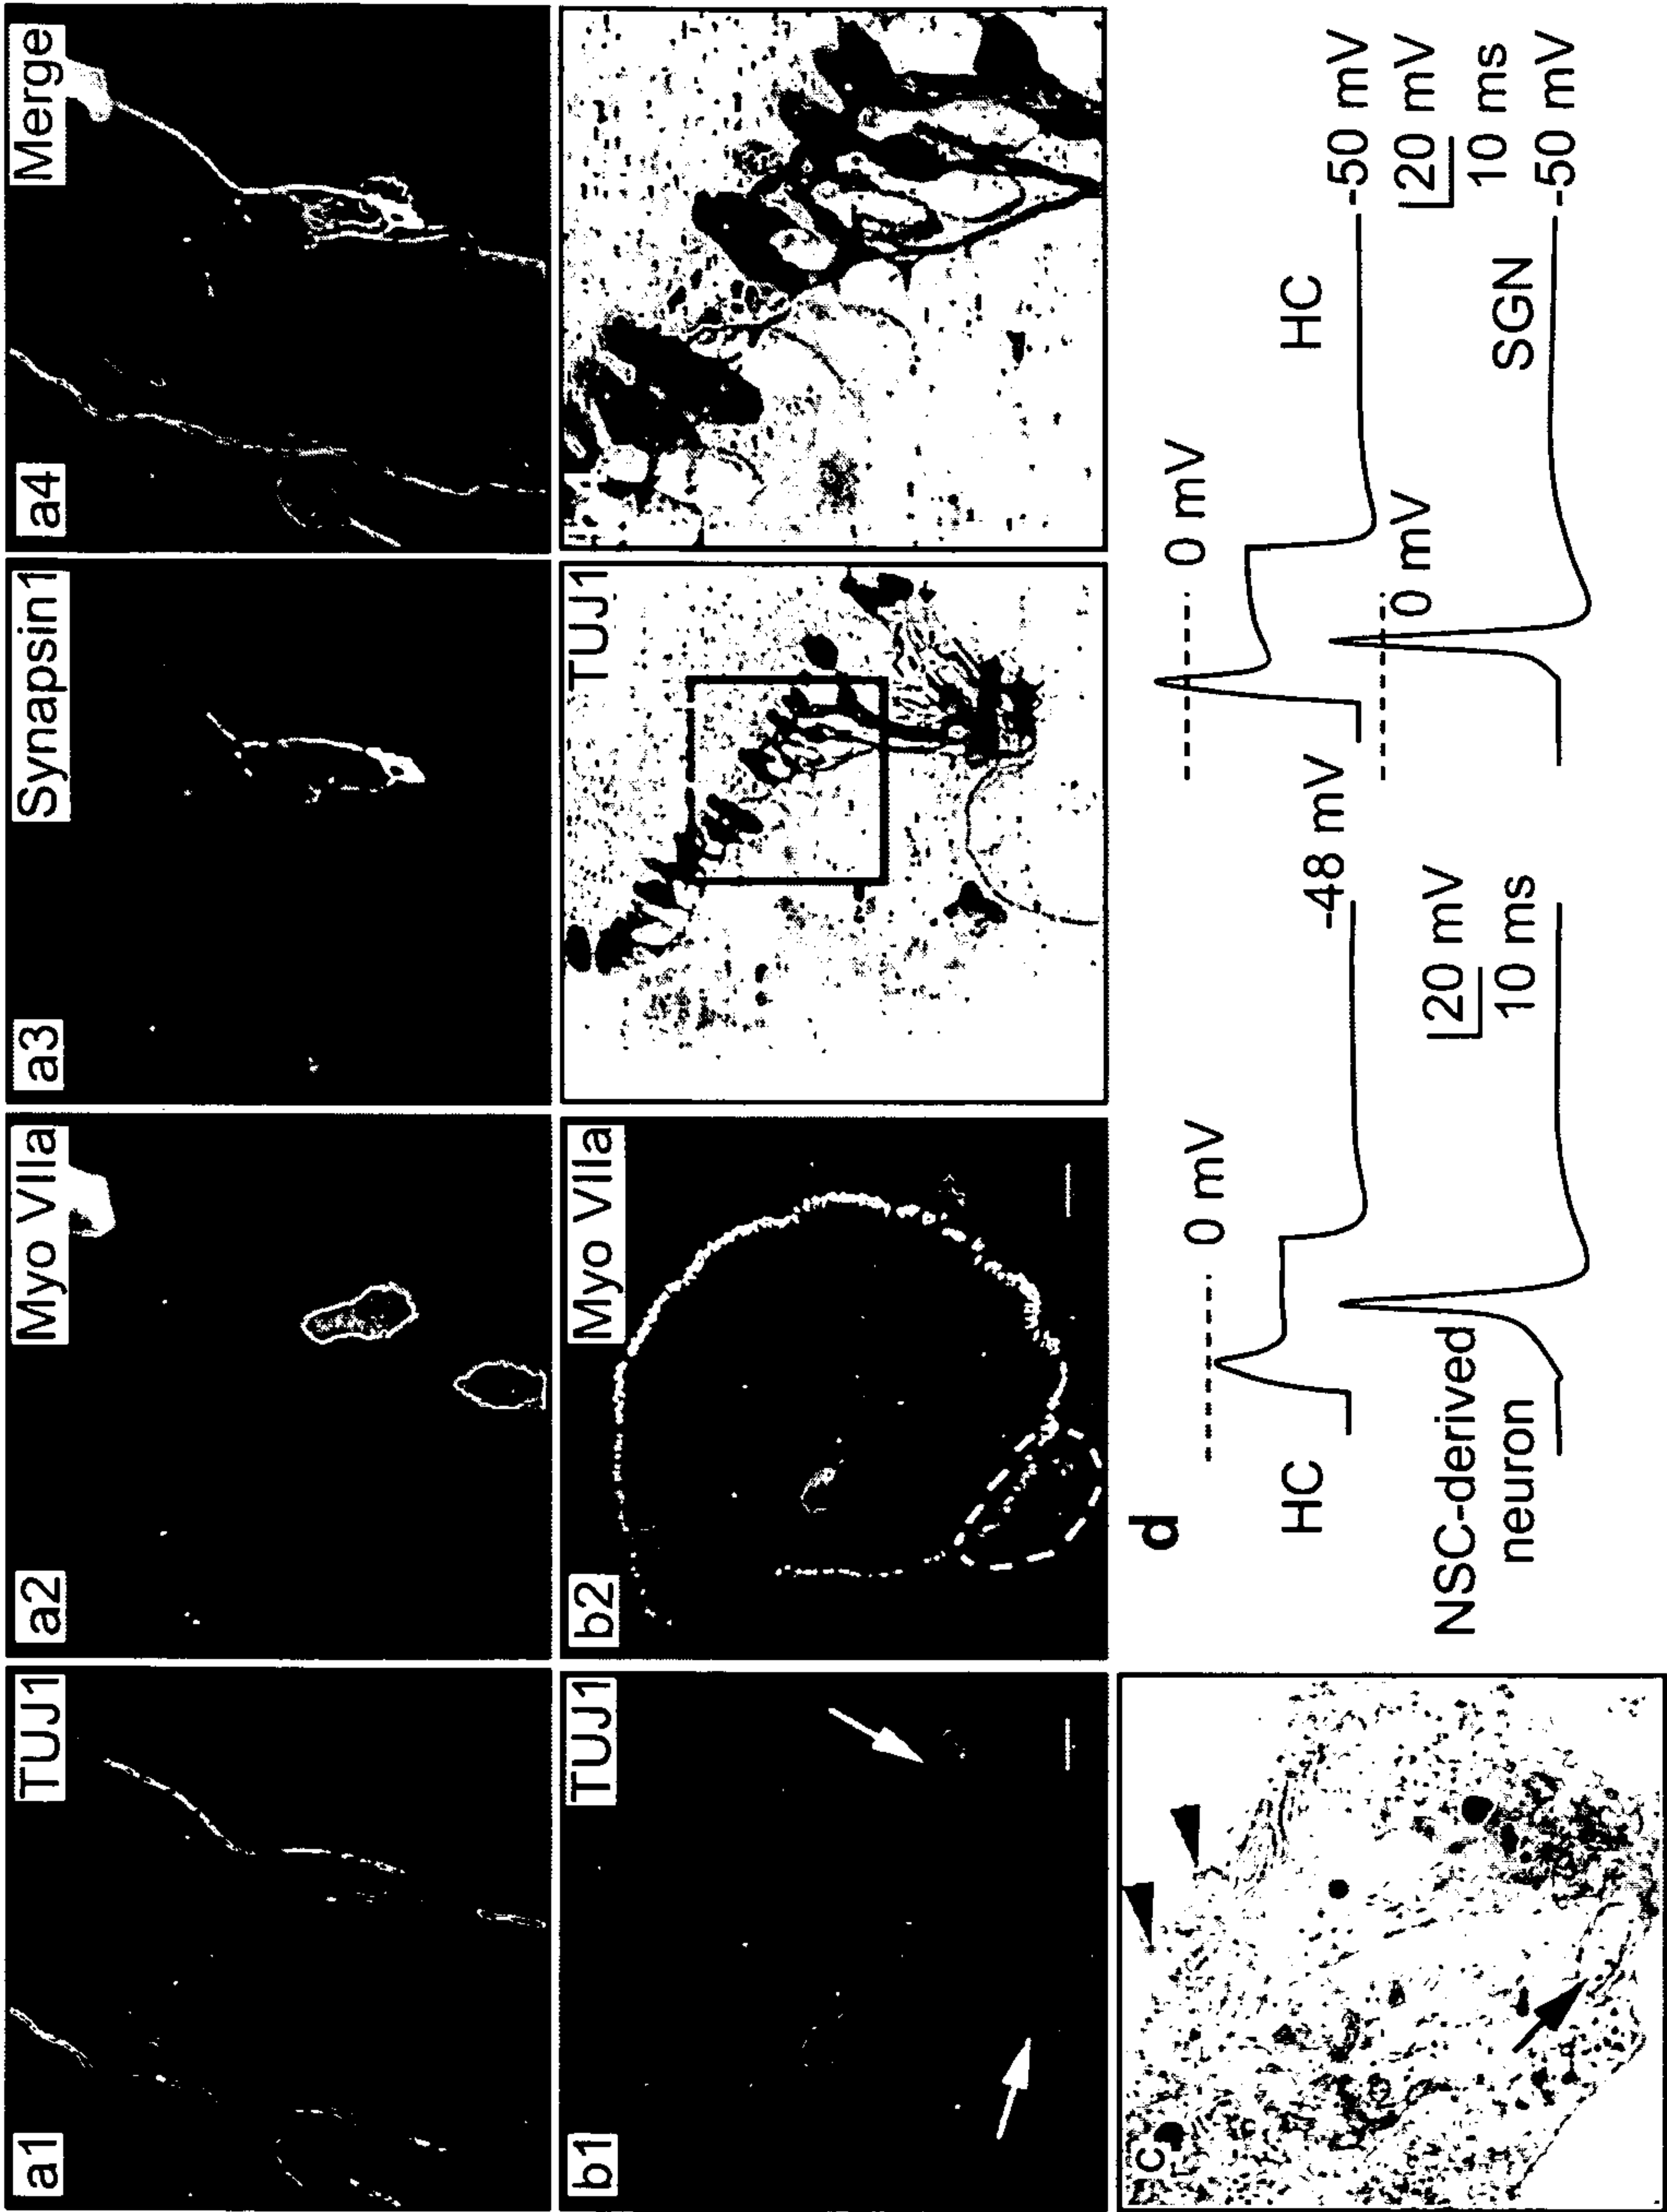 a1
TUJ1
a2
Myo VIIa
a3
Synapsin1
a4
Merge
b1
TUJ1
b2
Myo VIIa
TUJ1
c
d
0 mV
HC
-48 mV
20 mV
10 ms
NSC-derived
neuron
0 mV
HC
-50 mV
20 mV
10 ms
0 mV
SGN
-50 mV